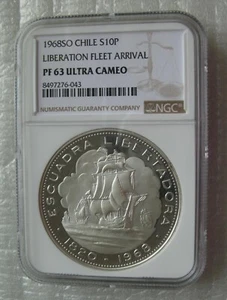 1968SO CHILE S10P
LIBERATION FLEET ARRIVAL
PF 63 ULTRA CAMEO
8497276-043
NUMISMATIC GUARANTY COMPANY
NGC
ESCUADRA LIBERTADORA
1820 - 1968